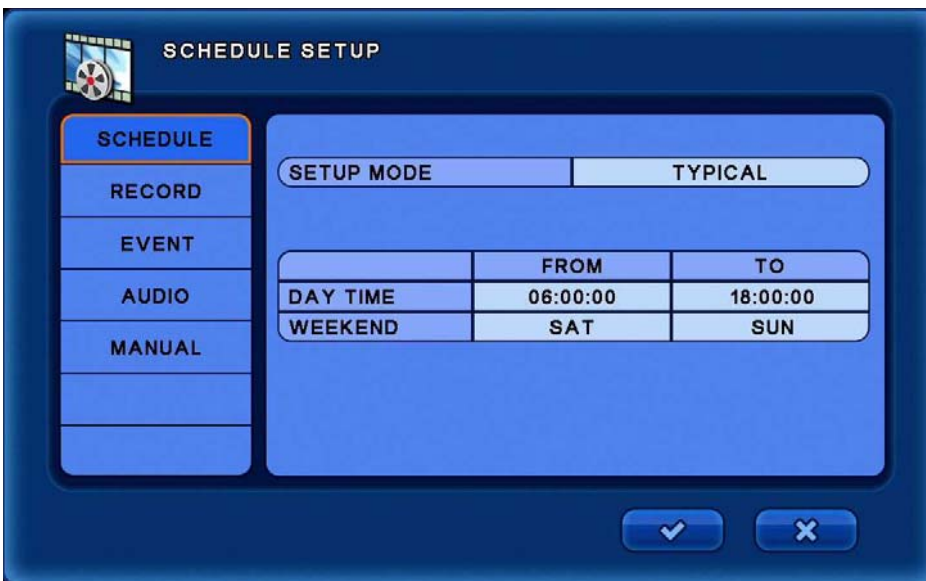 SCHEDULE SETUP
SCHEDULE
RECORD
EVENT
AUDIO
MANUAL
SETUP MODE TYPICAL
FROM TO
DAY TIME 06:00:00 18:00:00
WEEKEND SAT SUN